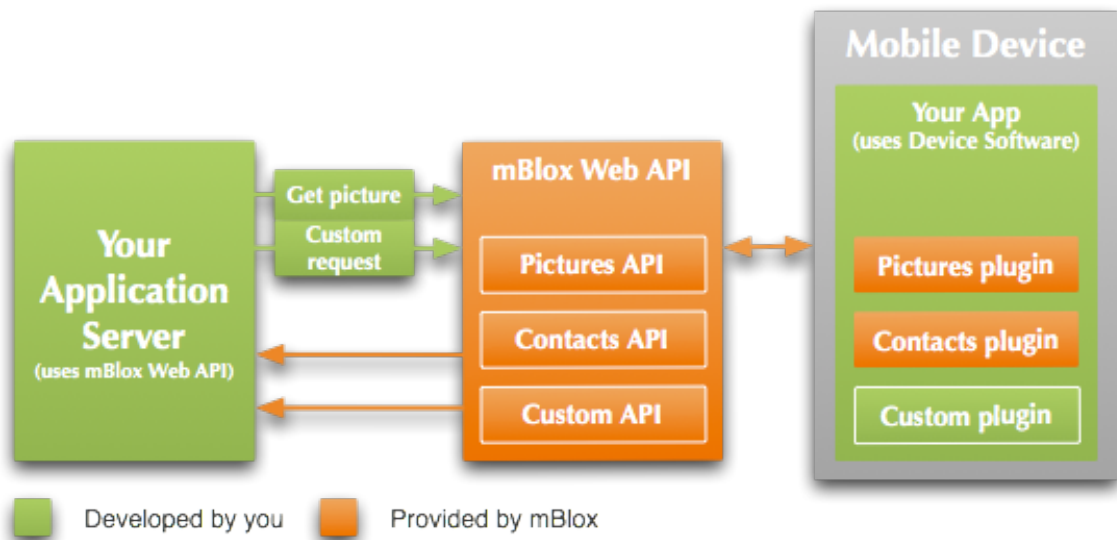 Mobile Device
Your App
(uses Device Software)
Pictures plugin
Contacts plugin
Custom plugin
mBlox Web API
Pictures API
Contacts API
Custom API
Get picture
Custom
request
Your
Application
Server
(uses mBlox Web API)
Developed by you
Provided by mBlox